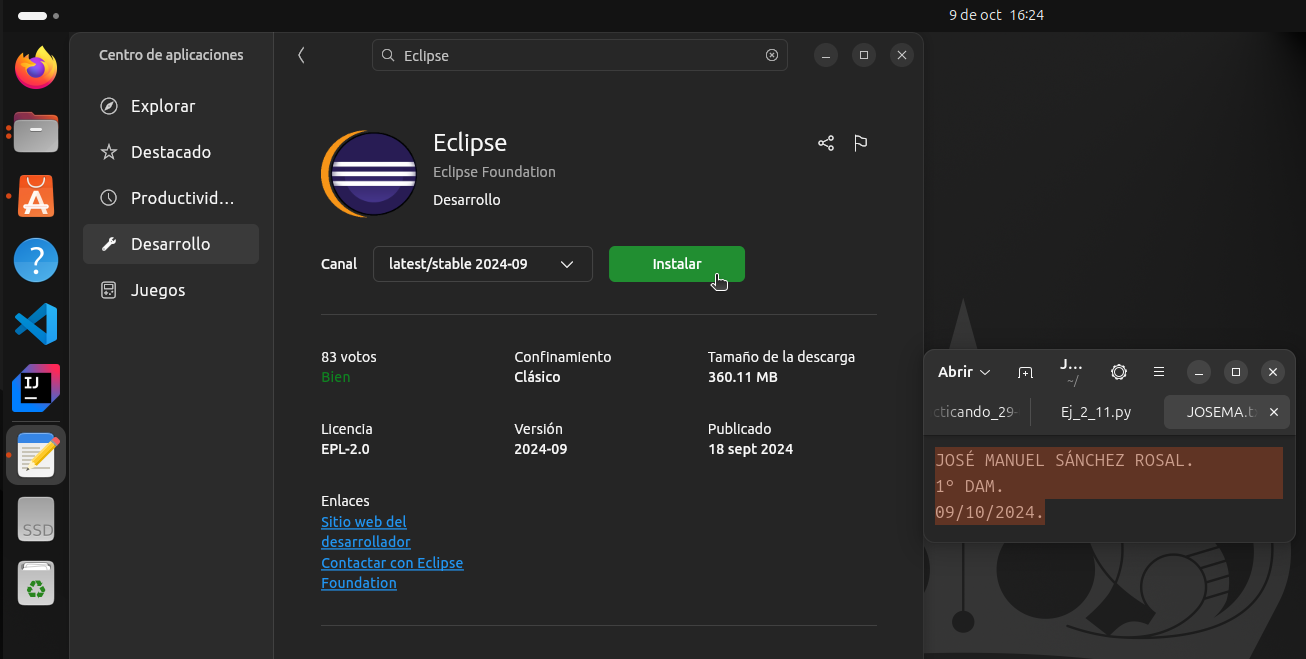 9 de oct 16:24
Centro de aplicaciones
Eclipse
Explorar
Destacado
Productivid...
Desarrollo
Juegos
Eclipse
Eclipse Foundation
Desarrollo
Canal
latest/stable 2024-09
Instalar
83 votos
Bien
Confinamiento
Clásico
Tamaño de la descarga
360.11 MB
Licencia
EPL-2.0
Versión
2024-09
Publicado
18 sept 2024
Enlaces
Sitio web del
desarrollador
Contactar con Eclipse
Foundation
IJ
SSD
Abrir
J...
~/
cticando_29-
Ej_2_11.py
JOSEMA.t
JOSÉ MANUEL SÁNCHEZ ROSAL.
1º DAM.
09/10/2024.